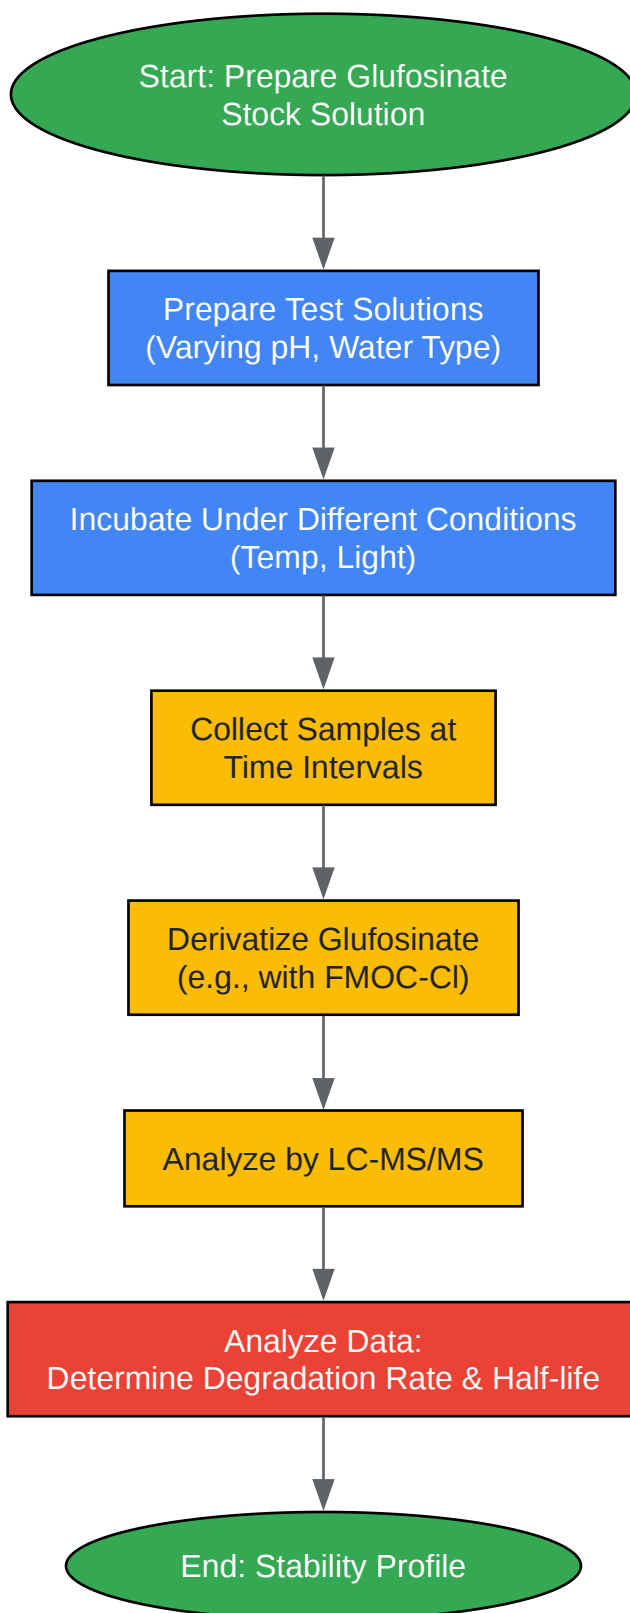 Start: Prepare Glufosinate
Stock Solution
Prepare Test Solutions
(Varying pH, Water Type)
Incubate Under Different Conditions
(Temp, Light)
Collect Samples at
Time Intervals
Derivatize Glufosinate
(e.g., with FMOC-Cl)
Analyze by LC-MS/MS
Analyze Data:
Determine Degradation Rate & Half-life
End: Stability Profile